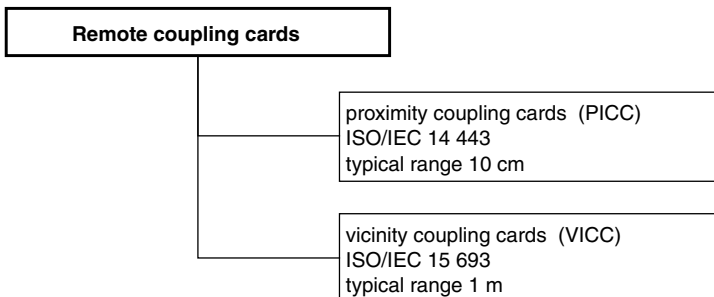 Remote coupling cards
proximity coupling cards (PICC)
ISO/IEC 14 443
typical range 10 cm
vicinity coupling cards (VICC)
ISO/IEC 15 693
typical range 1 m